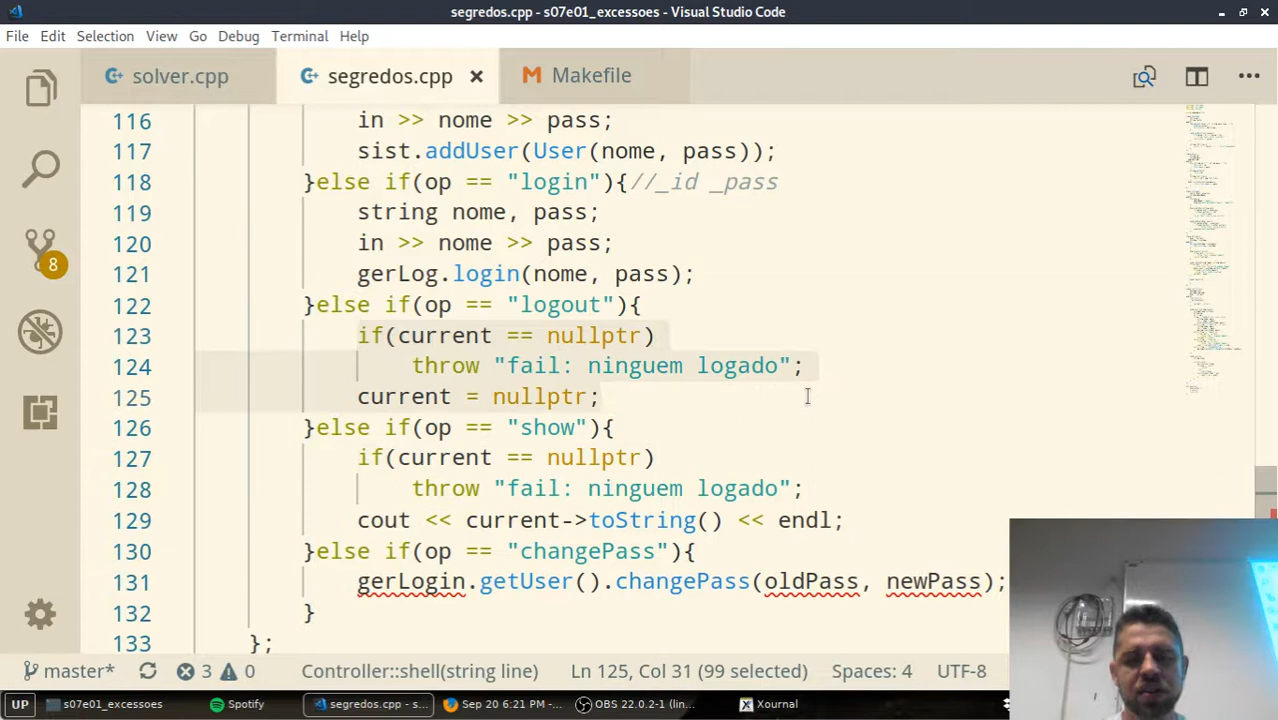 segredos.cpp - s07e01_excessoes - Visual Studio Code
File Edit Selection View Go Debug Terminal Help
solver.cpp segredos.cpp Makefile
116 in >> nome >> pass;
117 sist.addUser(User(nome, pass));
118 }else if(op == "login"){//_id _pass
119 string nome, pass;
120 in >> nome >> pass;
121 gerLog.login(nome, pass);
122 }else if(op == "logout"){
123 if(current == nullptr)
124 throw "fail: ninguem logado";
125 current = nullptr;
126 }else if(op == "show"){
127 if(current == nullptr)
128 throw "fail: ninguem logado";
129 cout << current->toString() << endl;
130 }else if(op == "changePass"){
131 gerLogin.getUser().changePass(oldPass, newPass);
132 }
133 };
8
master* 3 0 Controller::shell(string line) Ln 125, Col 31 (99 selected) Spaces: 4 UTF-8
UP s07e01_excessoes Spotify segredos.cpp - s... Sep 20 6:21 PM -... OBS 22.0.2-1 (lin... Xournal